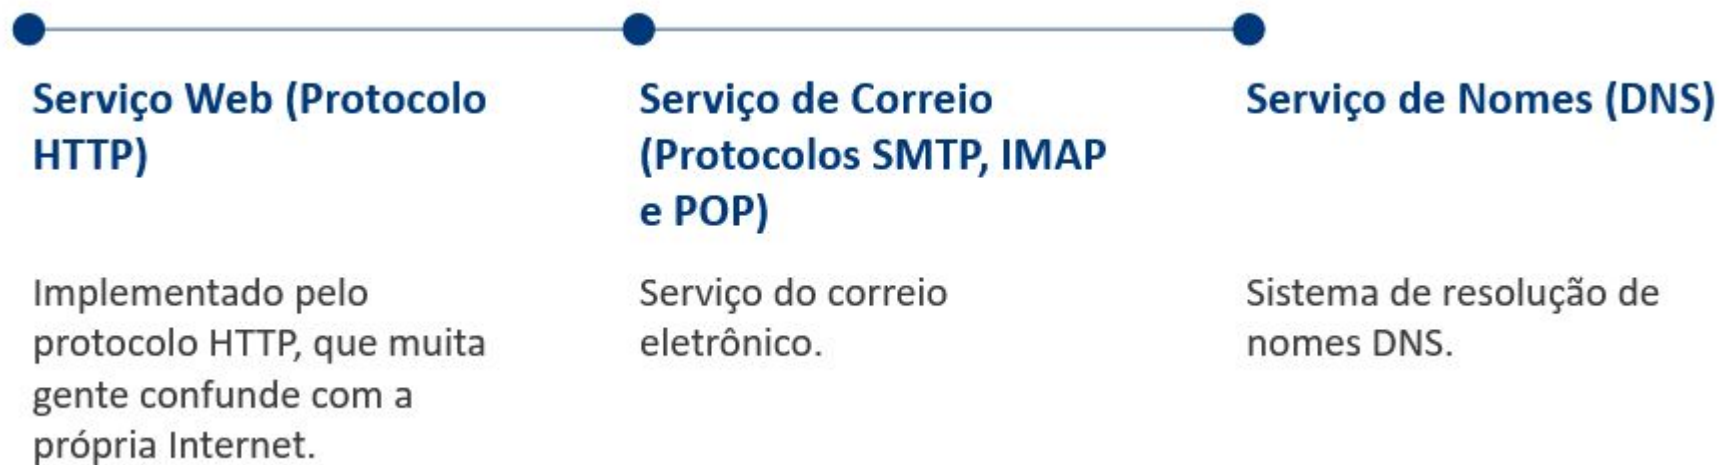 Serviço Web (Protocolo
HTTP)
Implementado pelo
protocolo HTTP, que muita
gente confunde com a
própria Internet.
Serviço de Correio
(Protocolos SMTP, IMAP
e POP)
Serviço do correio
eletrônico.
Serviço de Nomes (DNS)
Sistema de resolução de
nomes DNS.